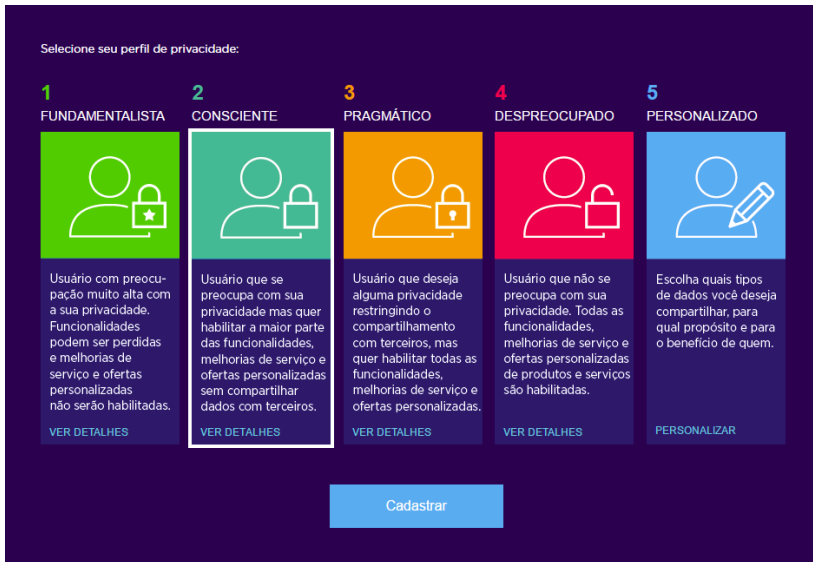 Selecione seu perfil de privacidade:
1
FUNDAMENTALISTA
Usuário com preocu-
pação muito alta com
a sua privacidade.
Funcionalidades
podem ser perdidas
e melhorias de
serviço e ofertas
personalizadas
não serão habilitadas.
VER DETALHES
2
CONSCIENTE
Usuário que se
preocupa com sua
privacidade mas quer
habilitar a maior parte
das funcionalidades,
melhorias de serviço e
ofertas personalizadas
sem compartilhar
dados com terceiros.
VER DETALHES
3
PRAGMÁTICO
Usuário que deseja
alguma privacidade
restringindo o
compartilhamento
com terceiros, mas
quer habilitar todas as
funcionalidades,
melhorias de serviço e
ofertas personalizadas.
VER DETALHES
4
DESPREOCUPADO
Usuário que não se
preocupa com sua
privacidade. Todas as
funcionalidades,
melhorias de serviço e
ofertas personalizadas
de produtos e serviços
são habilitadas.
VER DETALHES
5
PERSONALIZADO
Escolha quais tipos
de dados você deseja
compartilhar, para
qual propósito e para
o benefício de quem.
PERSONALIZAR
Cadastrar